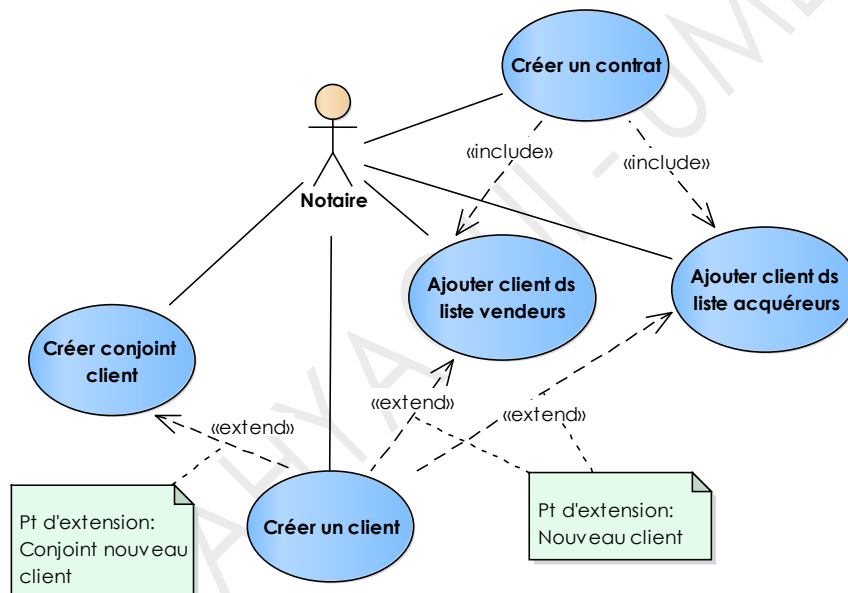 Créer un contrat
«include»
«include»
Notaire
Ajouter client ds
liste vendeurs
Ajouter client ds
liste acquéreurs
Créer conjoint
client
«extend»
«extend»
«extend»
Pt d'extension:
Conjoint nouveau
client
Créer un client
Pt d'extension:
Nouveau client